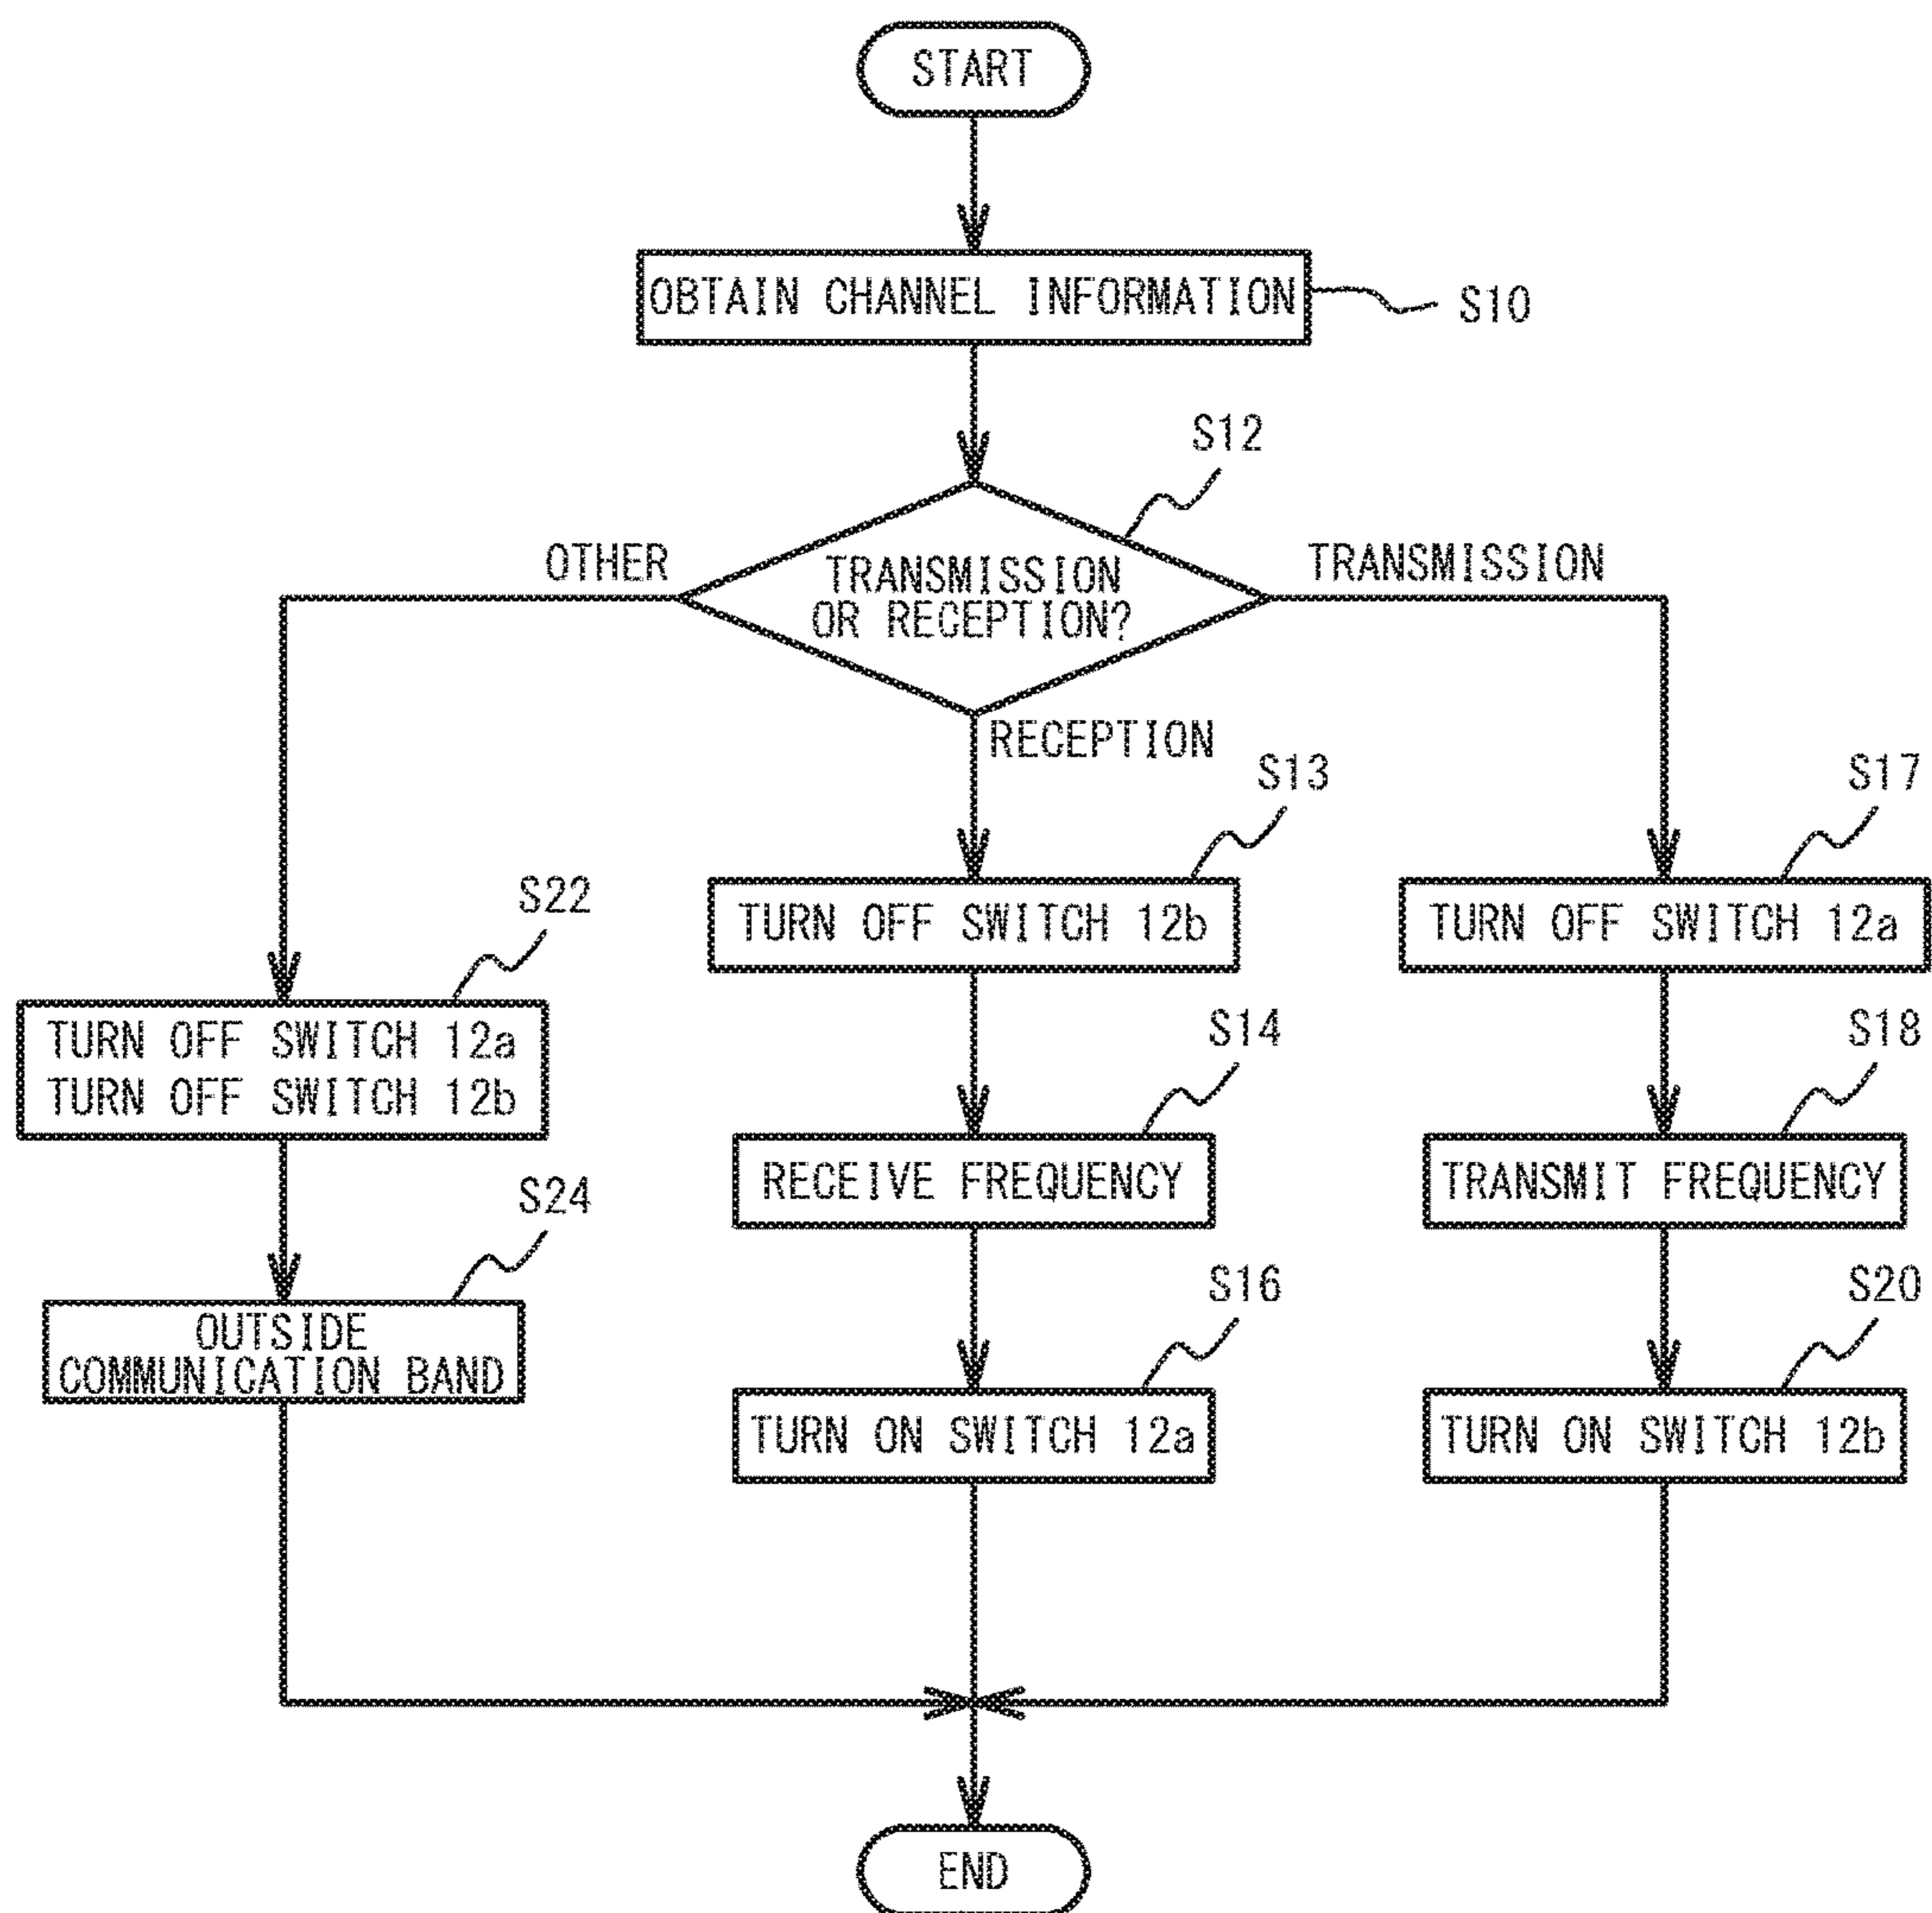 START
OBTAIN CHANNEL INFORMATION
S10
S12
OTHER
TRANSMISSION
OR RECEPTION?
TRANSMISSION
RECEPTION
S13
S17
TURN OFF SWITCH 12b
TURN OFF SWITCH 12a
S22
TURN OFF SWITCH 12a
TURN OFF SWITCH 12b
S14
S18
RECEIVE FREQUENCY
TRANSMIT FREQUENCY
S24
OUTSIDE
COMMUNICATION BAND
S16
S20
TURN ON SWITCH 12a
TURN ON SWITCH 12b
END